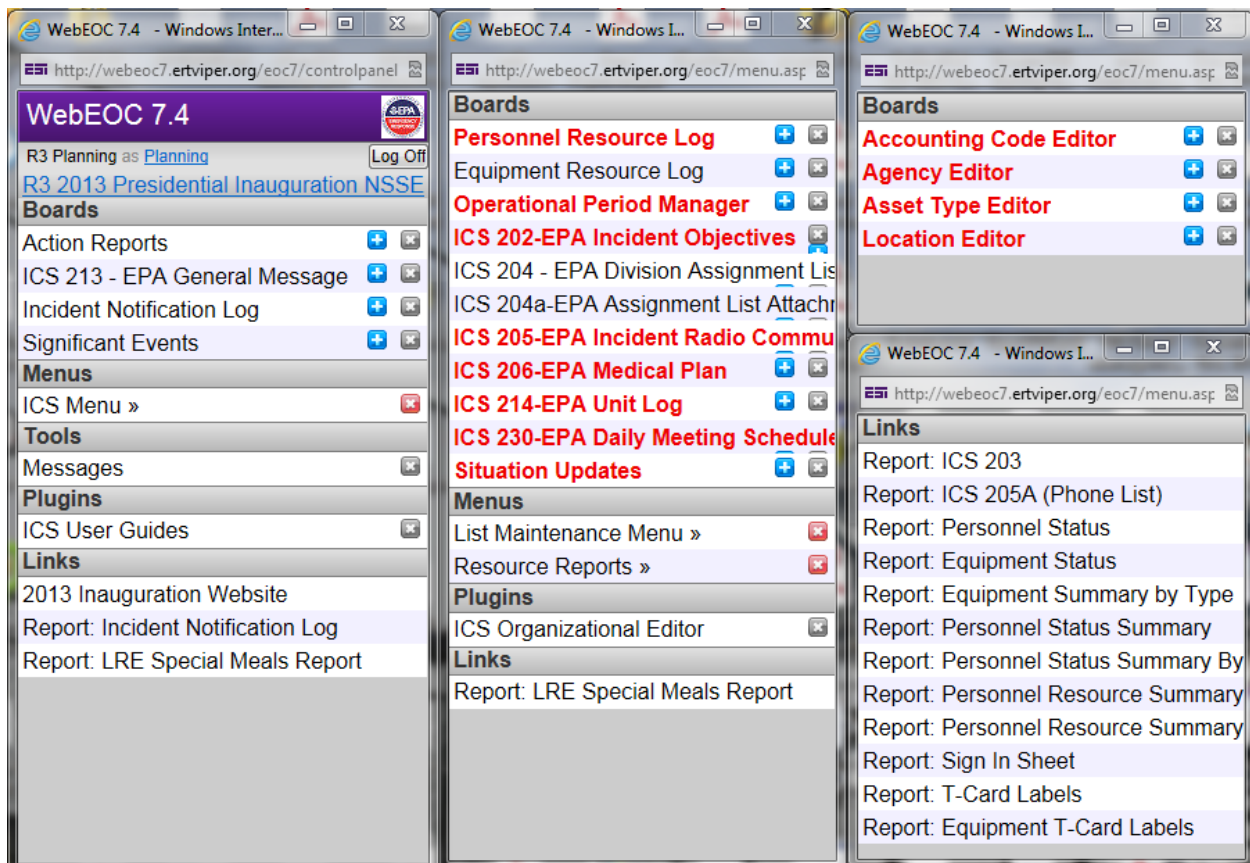 WebEOC 7.4 - Windows Inter...
http://webeoc7.ertviper.org/eoc7/controlpanel
WebEOC 7.4
EPA
R3 Planning as Planning
Log Off
R3 2013 Presidential Inauguration NSSE
Boards
Action Reports
ICS 213 - EPA General Message
Incident Notification Log
Significant Events
Menus
ICS Menu »
Tools
Messages
Plugins
ICS User Guides
Links
2013 Inauguration Website
Report: Incident Notification Log
Report: LRE Special Meals Report
WebEOC 7.4 - Windows I...
http://webeoc7.ertviper.org/eoc7/menu.asp
Boards
Personnel Resource Log
Equipment Resource Log
Operational Period Manager
ICS 202-EPA Incident Objectives
ICS 204 - EPA Division Assignment Lis
ICS 204a-EPA Assignment List Attachr
ICS 205-EPA Incident Radio Commu
ICS 206-EPA Medical Plan
ICS 214-EPA Unit Log
ICS 230-EPA Daily Meeting Schedule
Situation Updates
Menus
List Maintenance Menu »
Resource Reports »
Plugins
ICS Organizational Editor
Links
Report: LRE Special Meals Report
WebEOC 7.4 - Windows I...
http://webeoc7.ertviper.org/eoc7/menu.asp
Boards
Accounting Code Editor
Agency Editor
Asset Type Editor
Location Editor
WebEOC 7.4 - Windows I...
http://webeoc7.ertviper.org/eoc7/menu.asp
Links
Report: ICS 203
Report: ICS 205A (Phone List)
Report: Personnel Status
Report: Equipment Status
Report: Equipment Summary by Type
Report: Personnel Status Summary
Report: Personnel Status Summary By
Report: Personnel Resource Summary
Report: Personnel Resource Summary
Report: Sign In Sheet
Report: T-Card Labels
Report: Equipment T-Card Labels